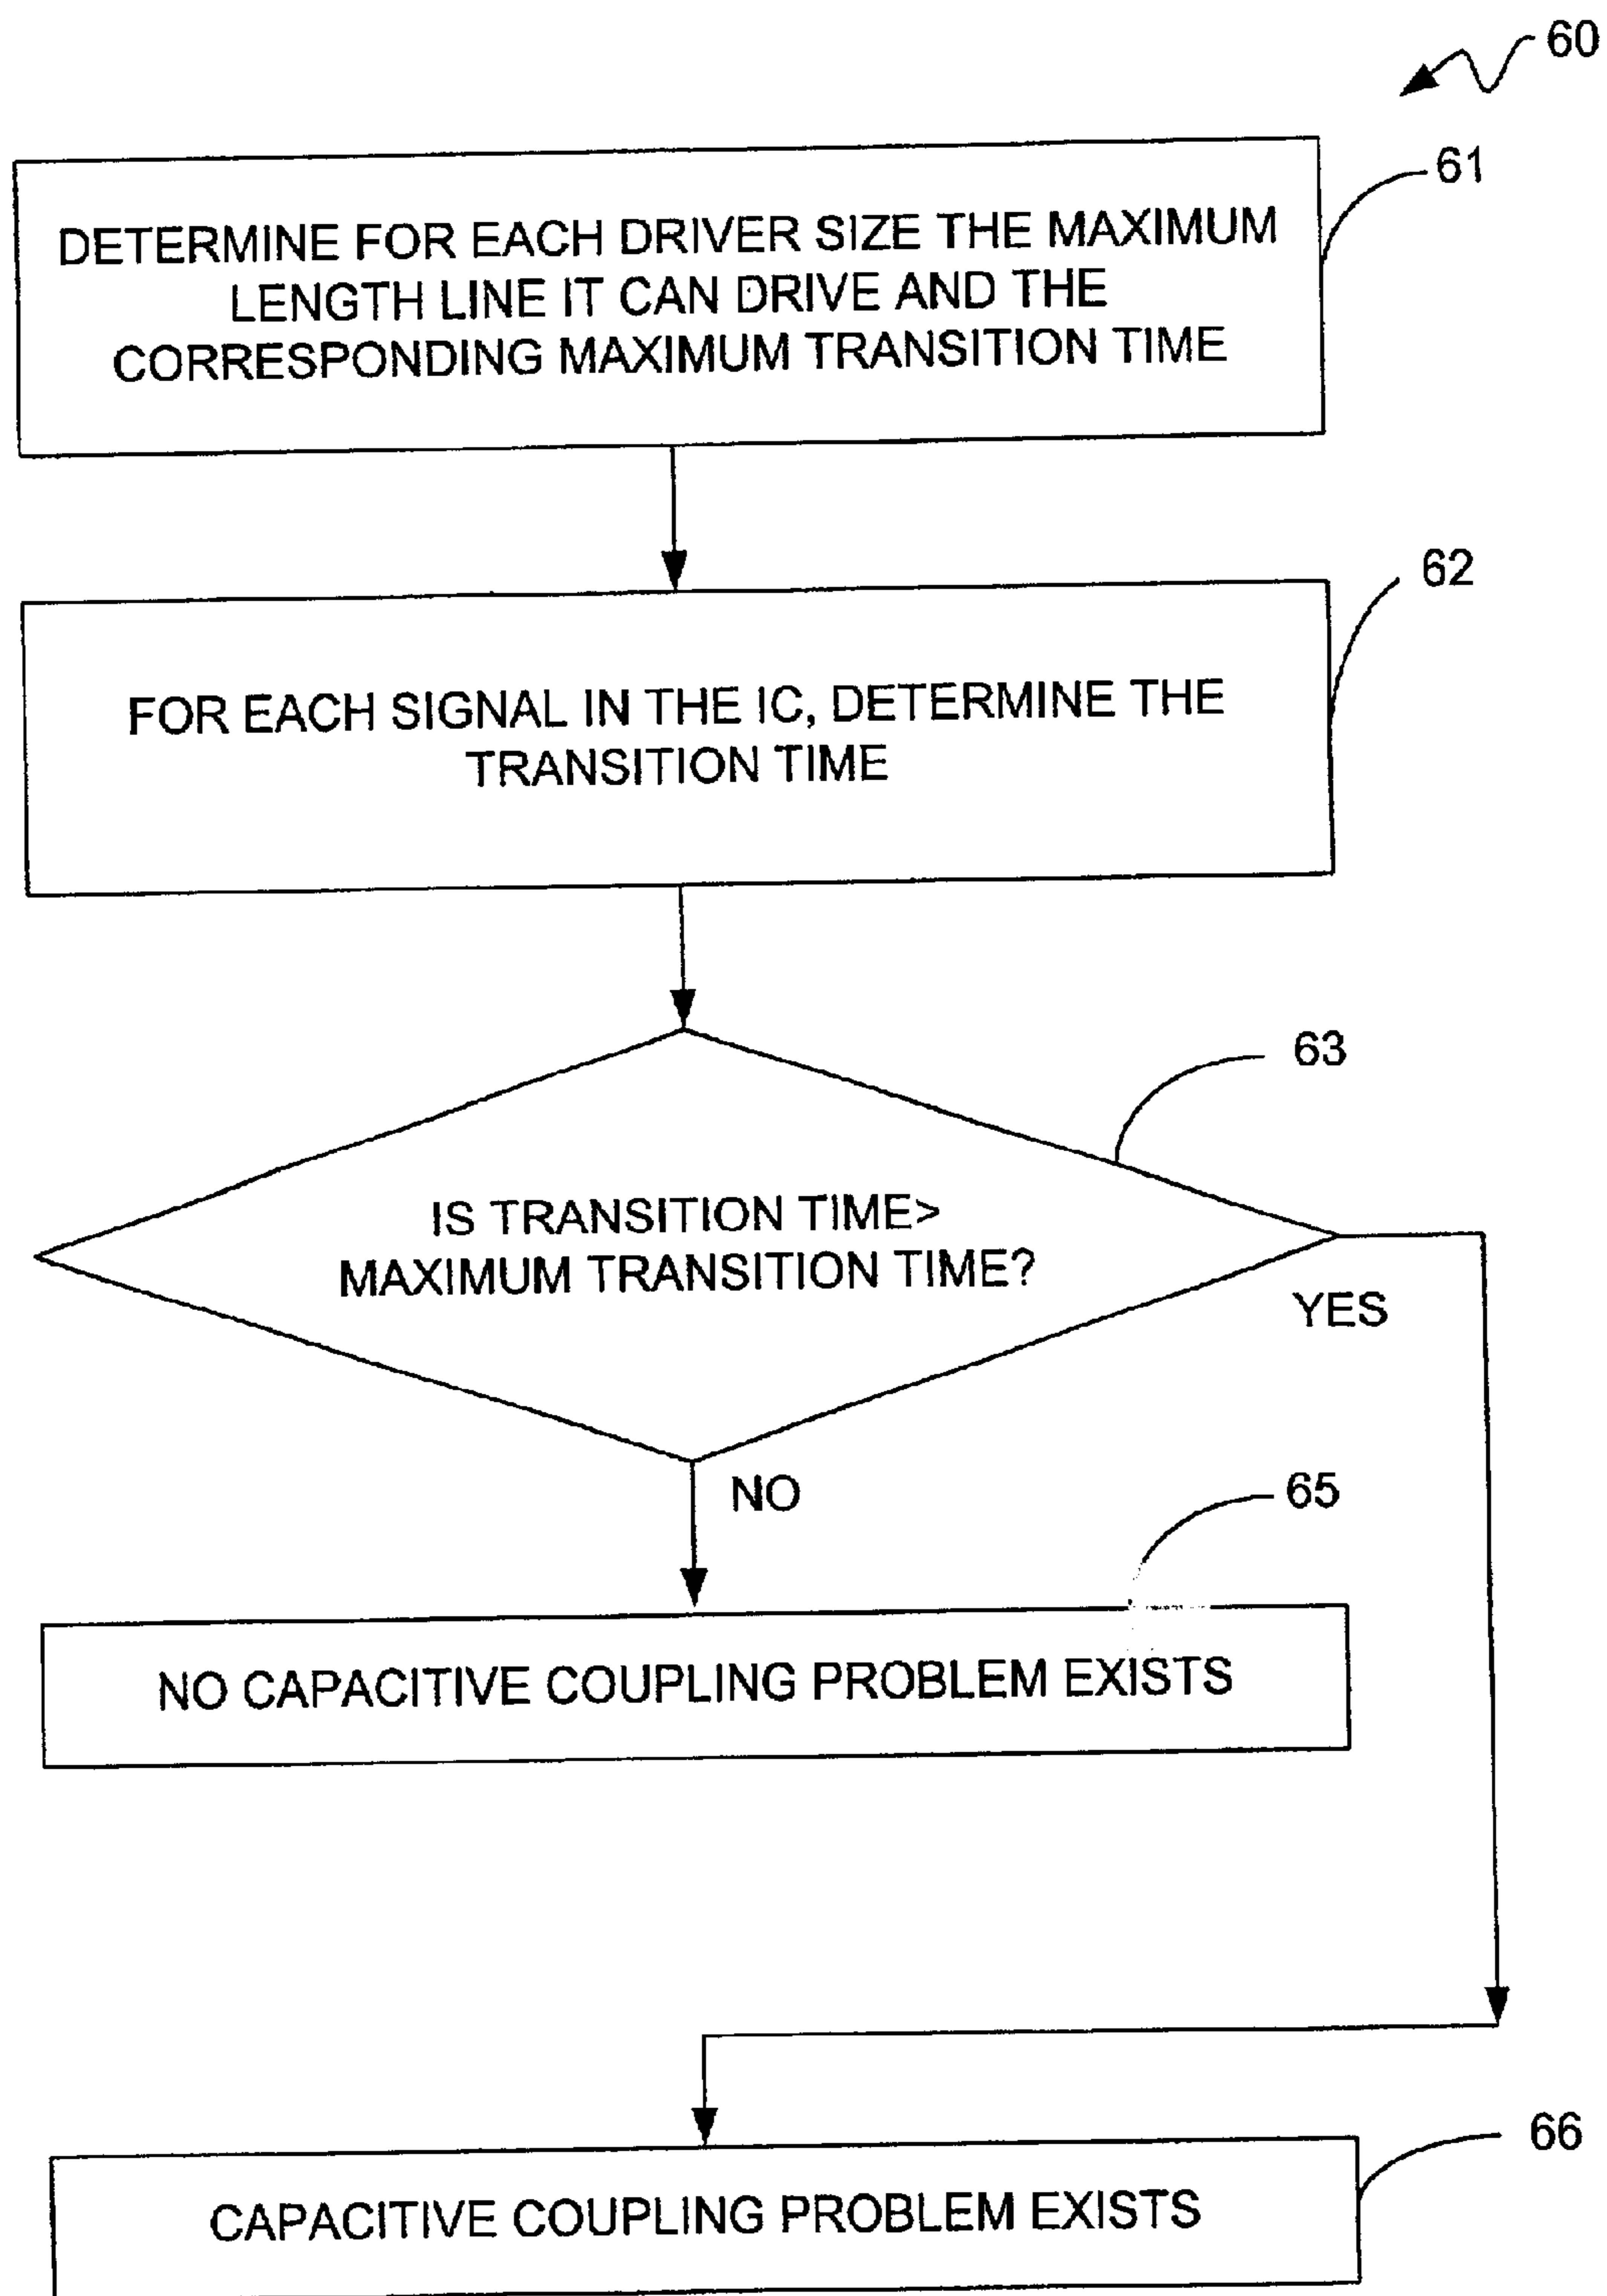 60
61
DETERMINE FOR EACH DRIVER SIZE THE MAXIMUM
LENGTH LINE IT CAN DRIVE AND THE
CORRESPONDING MAXIMUM TRANSITION TIME
62
FOR EACH SIGNAL IN THE IC, DETERMINE THE
TRANSITION TIME
63
IS TRANSITION TIME>
MAXIMUM TRANSITION TIME?
YES
NO
65
NO CAPACITIVE COUPLING PROBLEM EXISTS
66
CAPACITIVE COUPLING PROBLEM EXISTS